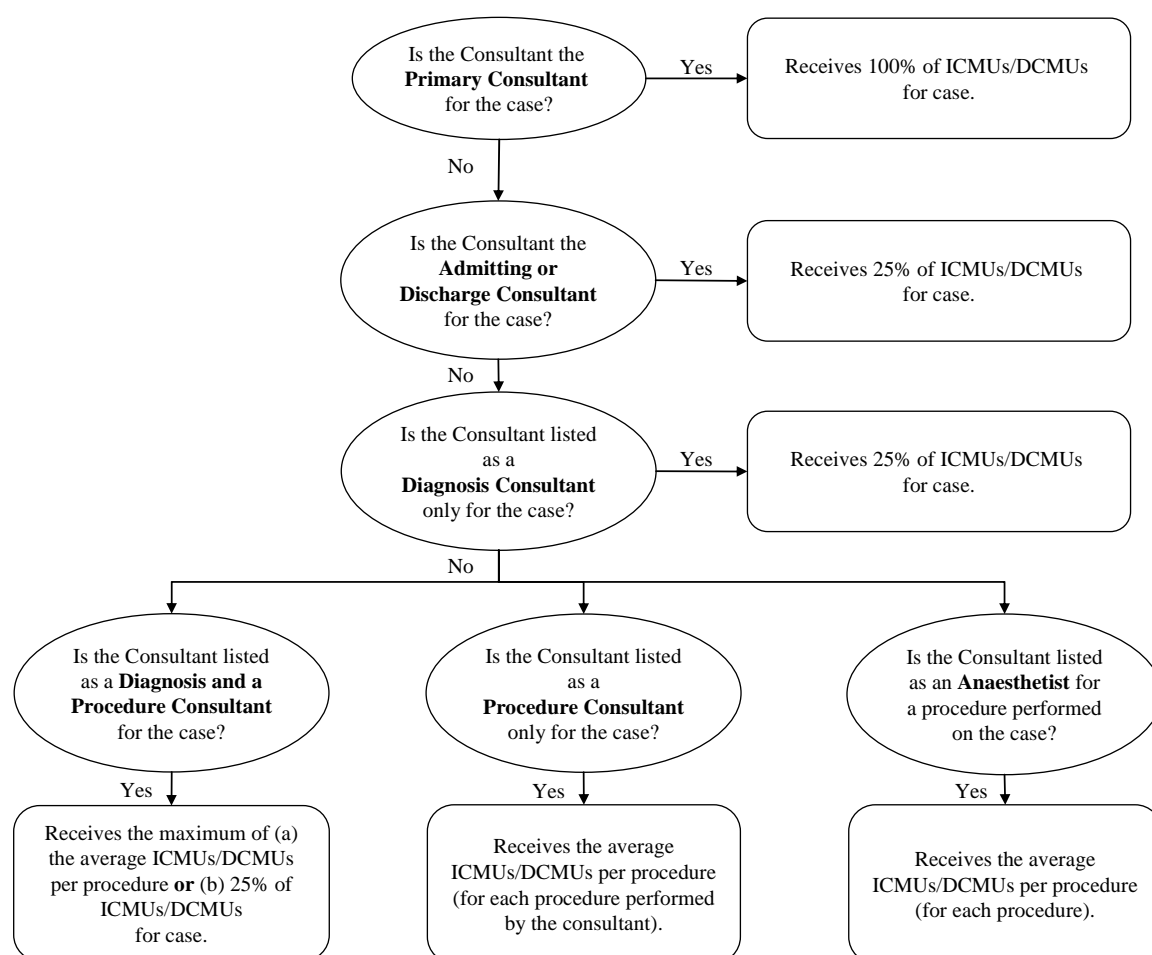 Is the Consultant the
Primary Consultant
for the case?
Yes
Receives 100% of ICMUs/DCMUs
for case.
No
Is the Consultant the
Admitting or
Discharge Consultant
for the case?
Yes
Receives 25% of ICMUs/DCMUs
for case.
No
Is the Consultant listed
as a
Diagnosis Consultant
only for the case?
Yes
Receives 25% of ICMUs/DCMUs
for case.
No
Is the Consultant listed
as a Diagnosis and a
Procedure Consultant
for the case?
Is the Consultant listed
as a
Procedure Consultant
only for the case?
Is the Consultant listed
as an Anaesthetist for
a procedure performed
on the case?
Yes
Yes
Yes
Receives the maximum of (a)
the average ICMUs/DCMUs
per procedure or (b) 25% of
ICMUs/DCMUs
for case.
Receives the average
ICMUs/DCMUs per procedure
(for each procedure performed
by the consultant).
Receives the average
ICMUs/DCMUs per procedure
(for each procedure).